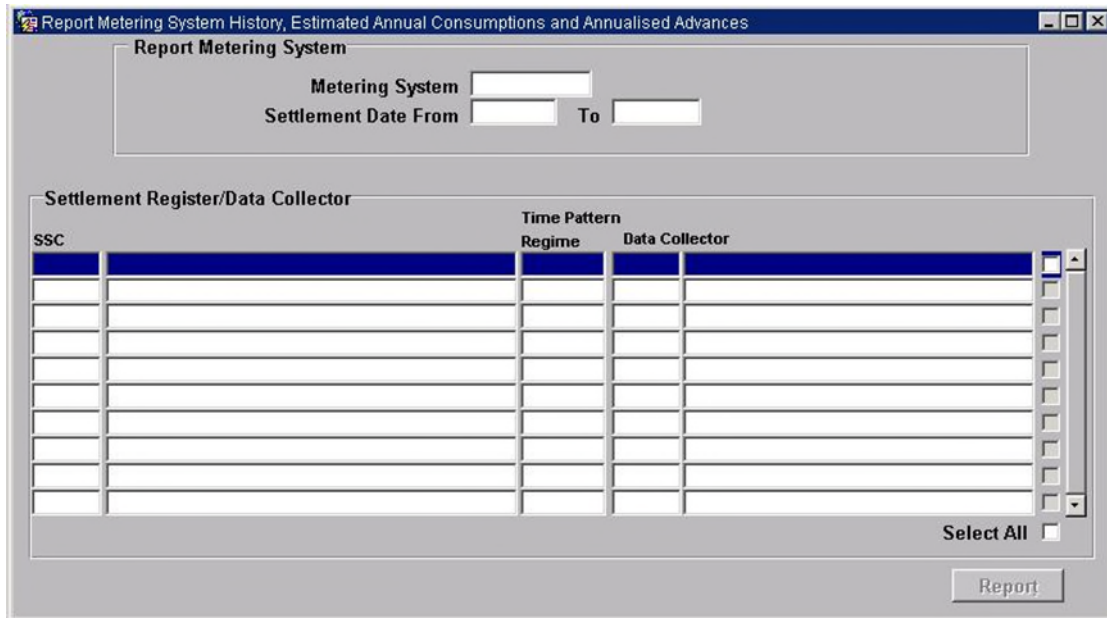 Report Metering System History, Estimated Annual Consumptions and Annualised Advances
Report Metering System
Metering System
Settlement Date From To
Settlement Register/Data Collector
Time Pattern
SSC Regime Data Collector
Select All
Report